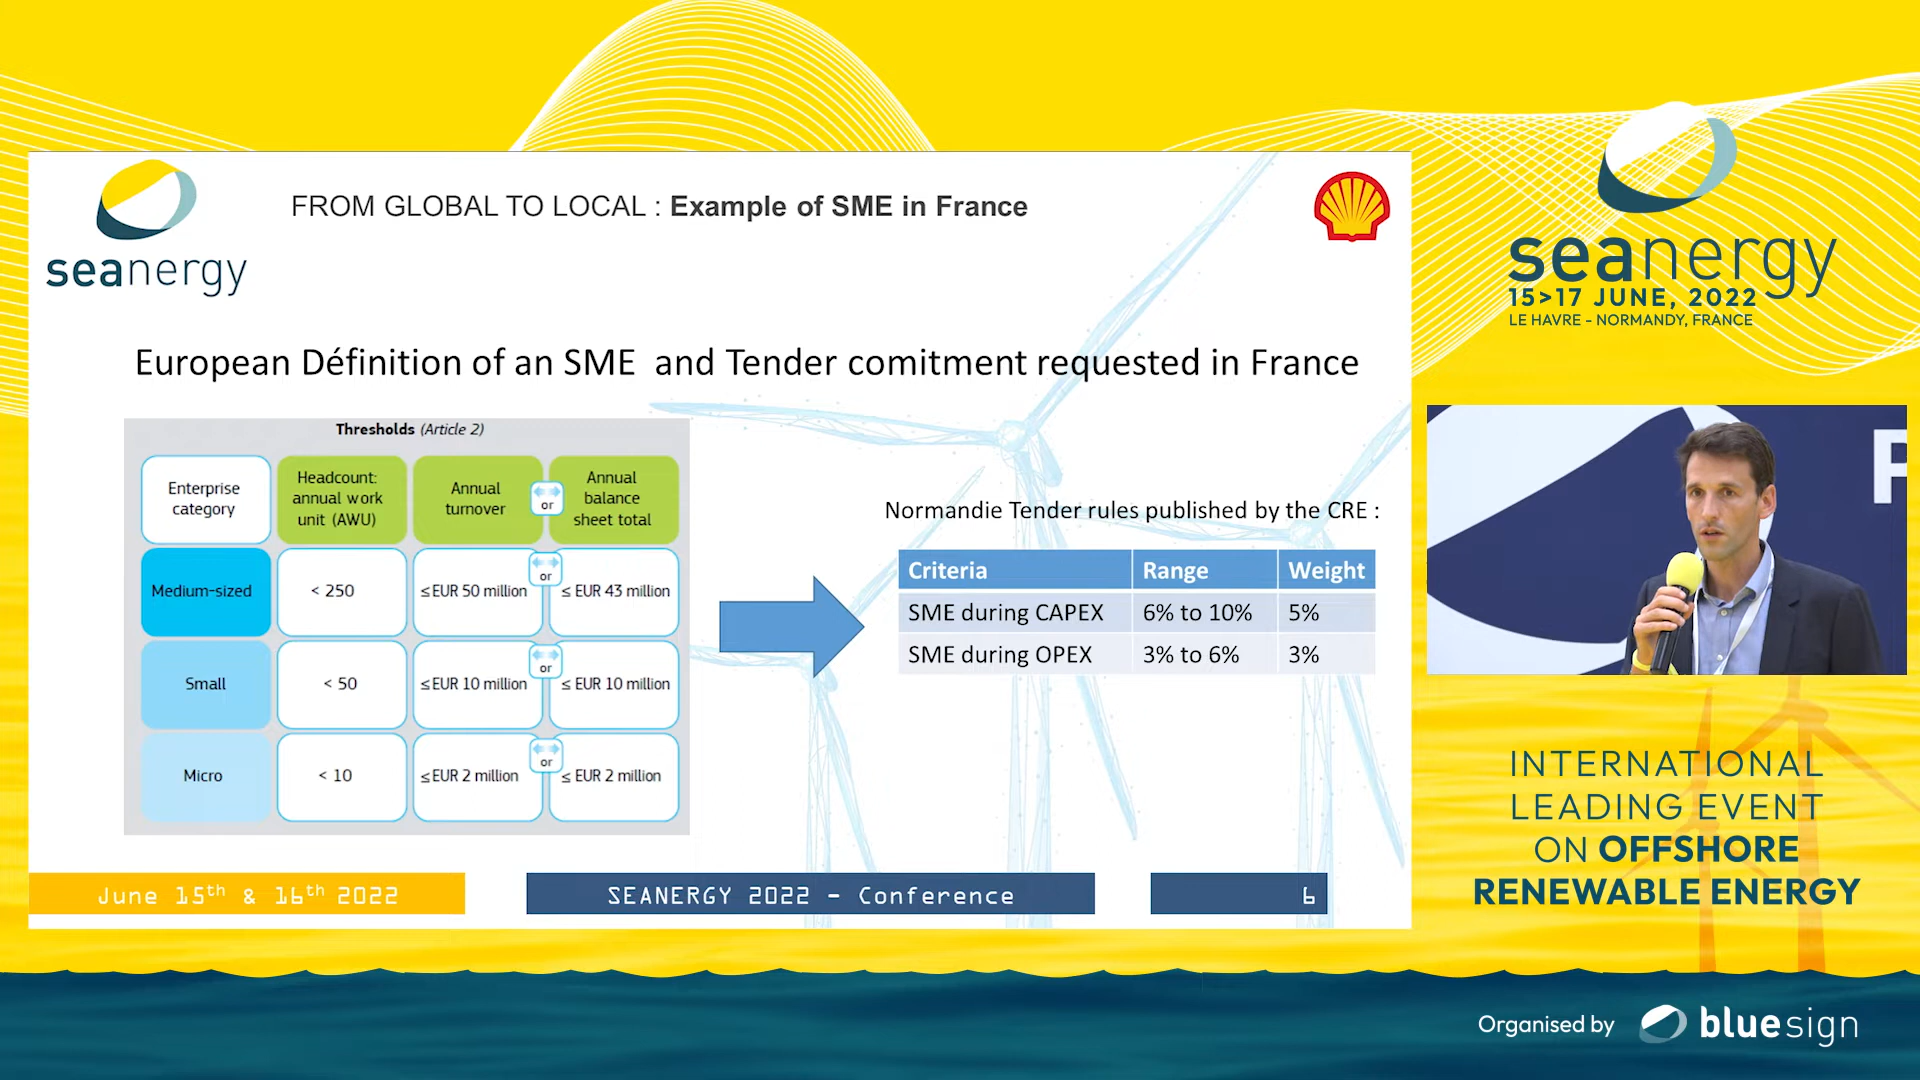 seanergy
FROM GLOBAL TO LOCAL : Example of SME in France
European Définition of an SME and Tender comitment requested in France
Thresholds (Article 2)
Enterprise
category
Headcount:
annual work
unit (AWU)
Annual
turnover
or
Annual
balance
sheet total
Medium-sized
< 250
≤ EUR 50 million
or
≤ EUR 43 million
Small
< 50
≤ EUR 10 million
or
≤ EUR 10 million
Micro
< 10
≤ EUR 2 million
or
≤ EUR 2 million
Normandie Tender rules published by the CRE :
Criteria Range Weight
SME during CAPEX 6% to 10% 5%
SME during OPEX 3% to 6% 3%
June 15th & 16th 2022
SEANERGY 2022 - Conference
6
seanergy
15>17 JUNE, 2022
LE HAVRE - NORMANDY, FRANCE
P
INTERNATIONAL
LEADING EVENT
ON OFFSHORE
RENEWABLE ENERGY
Organised by bluesign